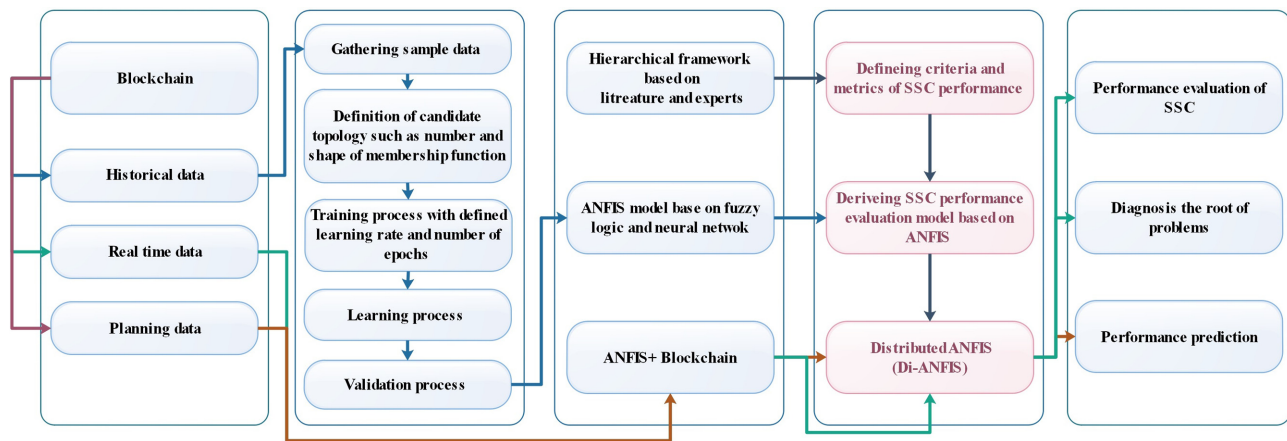 Blockchain
Historical data
Real time data
Planning data
Gathering sample data
Definition of candidate
topology such as number and
shape of membership function
Training process with defined
learning rate and number of
epochs
Learning process
Validation process
Hierarchical framework
based on
litreature and experts
ANFIS model base on fuzzy
logic and neural netwok
ANFIS+ Blockchain
Defineing criteria and
metrics of SSC performance
Deriveing SSC performance
evaluation model based on
ANFIS
Distributed ANFIS
(Di-ANFIS)
Performance evaluation of
SSC
Diagnosis the root of
problems
Performance prediction